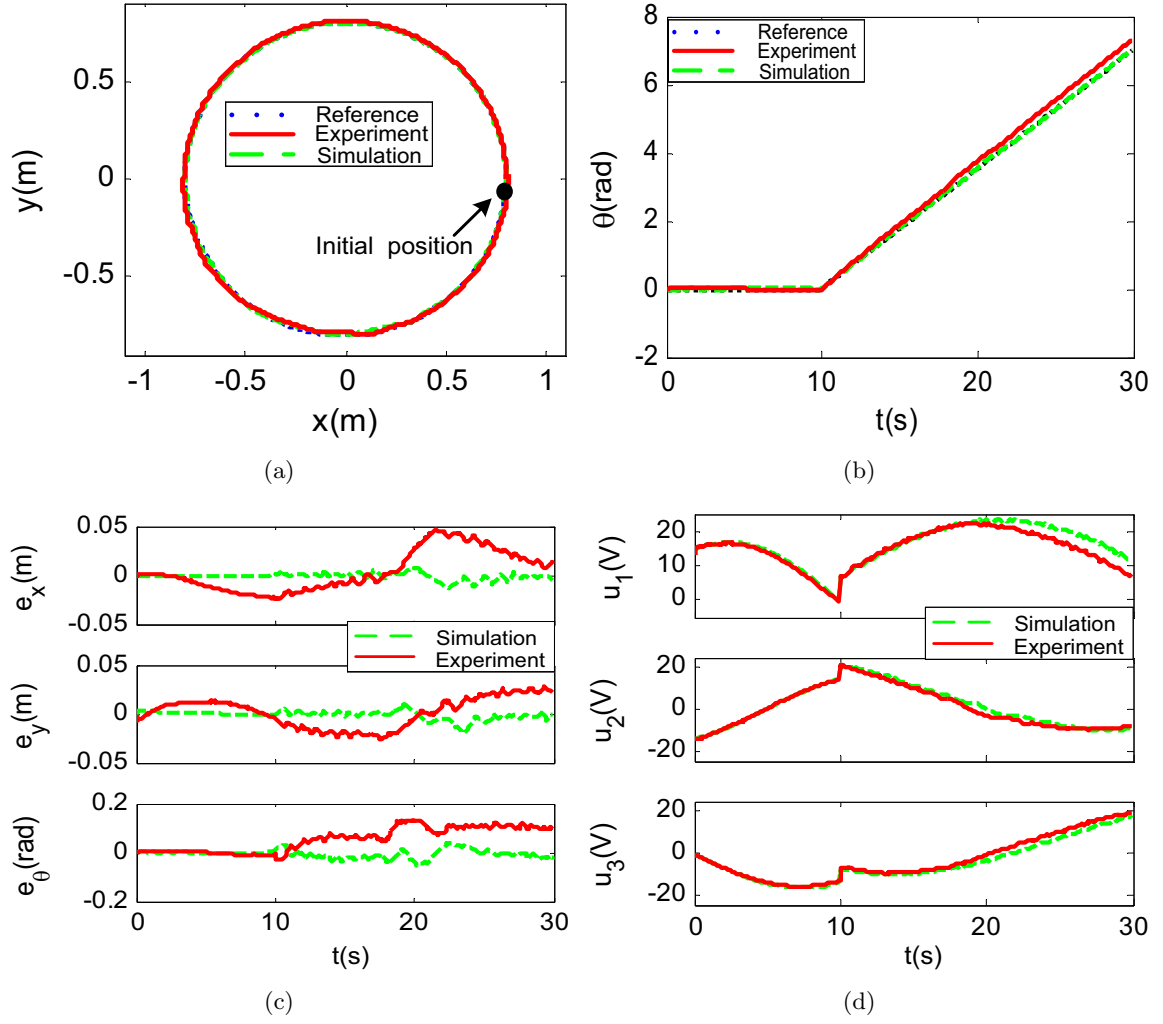 0.5
0
-0.5
y(m)
Reference
Experiment
Simulation
Initial position
-1
-0.5
0
0.5
1
x(m)
(a)
8
6
4
2
0
-2
θ(rad)
Reference
Experiment
Simulation
0
10
20
30
t(s)
(b)
0.05
0
-0.05
e_x(m)
Simulation
Experiment
0.05
0
-0.05
e_y(m)
0.2
0
-0.2
e_θ(rad)
0
10
20
30
t(s)
(c)
20
10
0
u_1(V)
Simulation
Experiment
20
0
-20
u_2(V)
20
0
-20
u_3(V)
0
10
20
30
t(s)
(d)